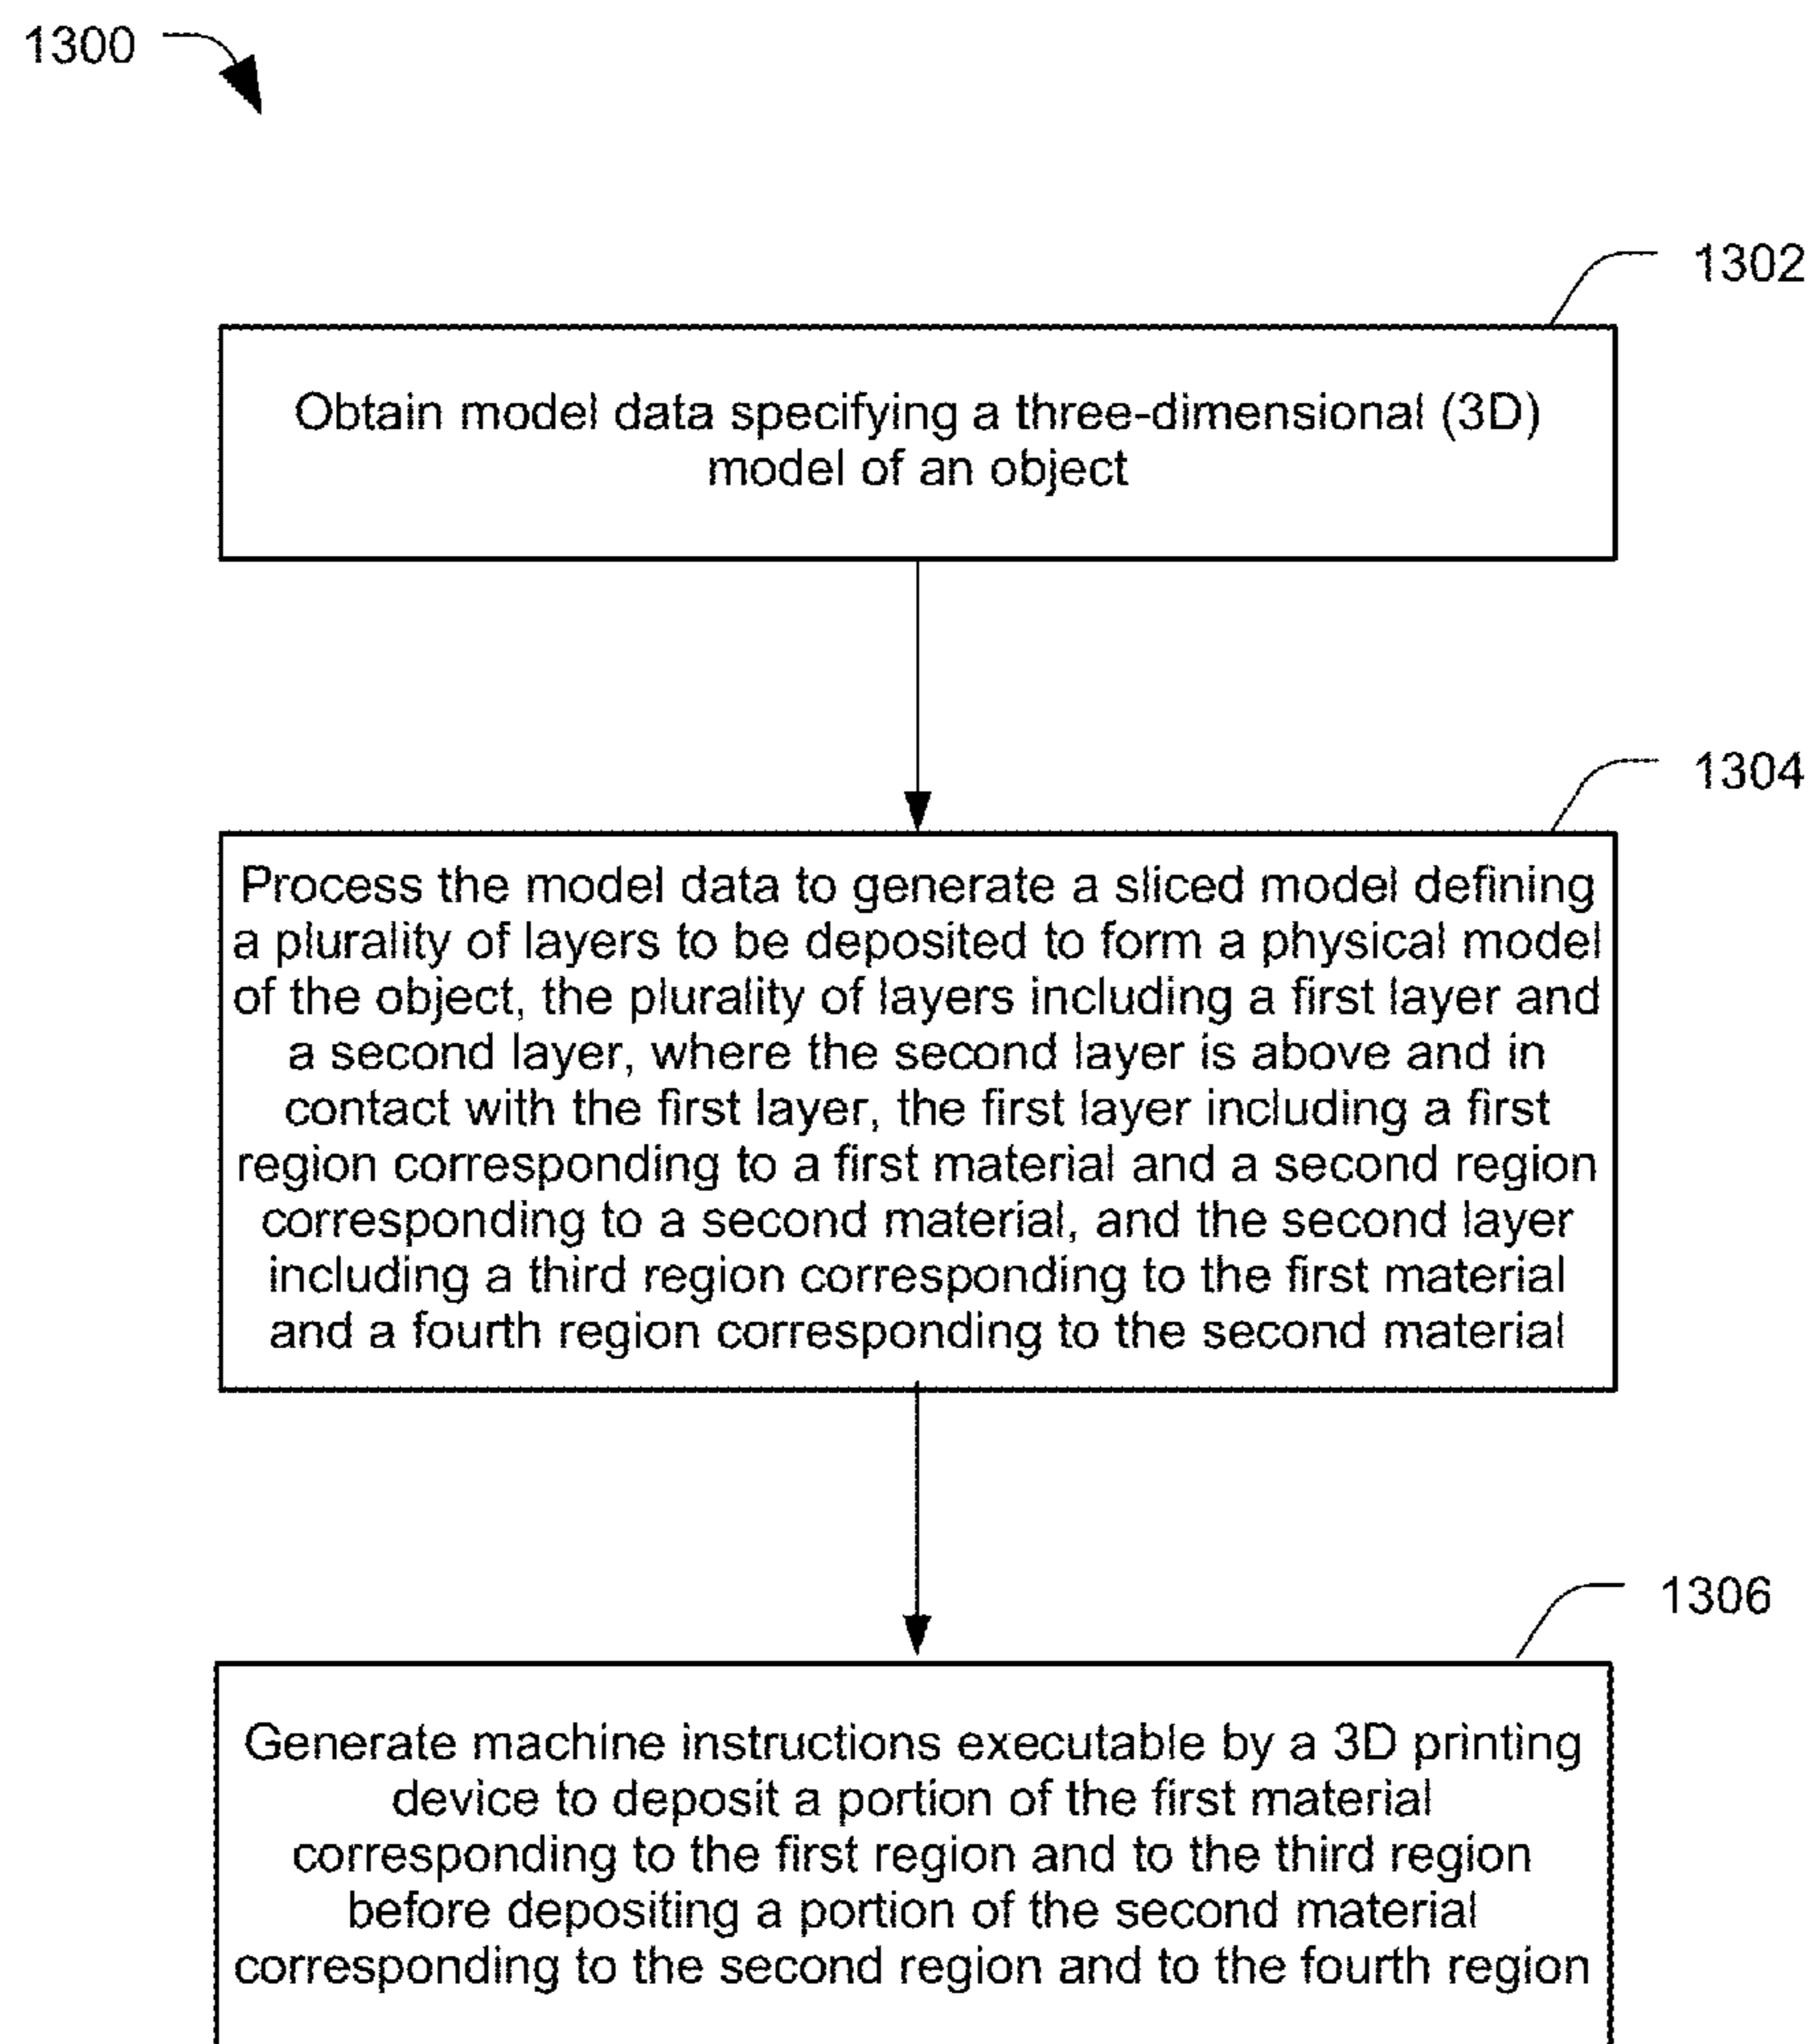 1300
1302
Obtain model data specifying a three-dimensional (3D)
model of an object
1304
Process the model data to generate a sliced model defining
a plurality of layers to be deposited to form a physical model
of the object, the plurality of layers including a first layer and
a second layer, where the second layer is above and in
contact with the first layer, the first layer including a first
region corresponding to a first material and a second region
corresponding to a second material, and the second layer
including a third region corresponding to the first material
and a fourth region corresponding to the second material
1306
Generate machine instructions executable by a 3D printing
device to deposit a portion of the first material
corresponding to the first region and to the third region
before depositing a portion of the second material
corresponding to the second region and to the fourth region